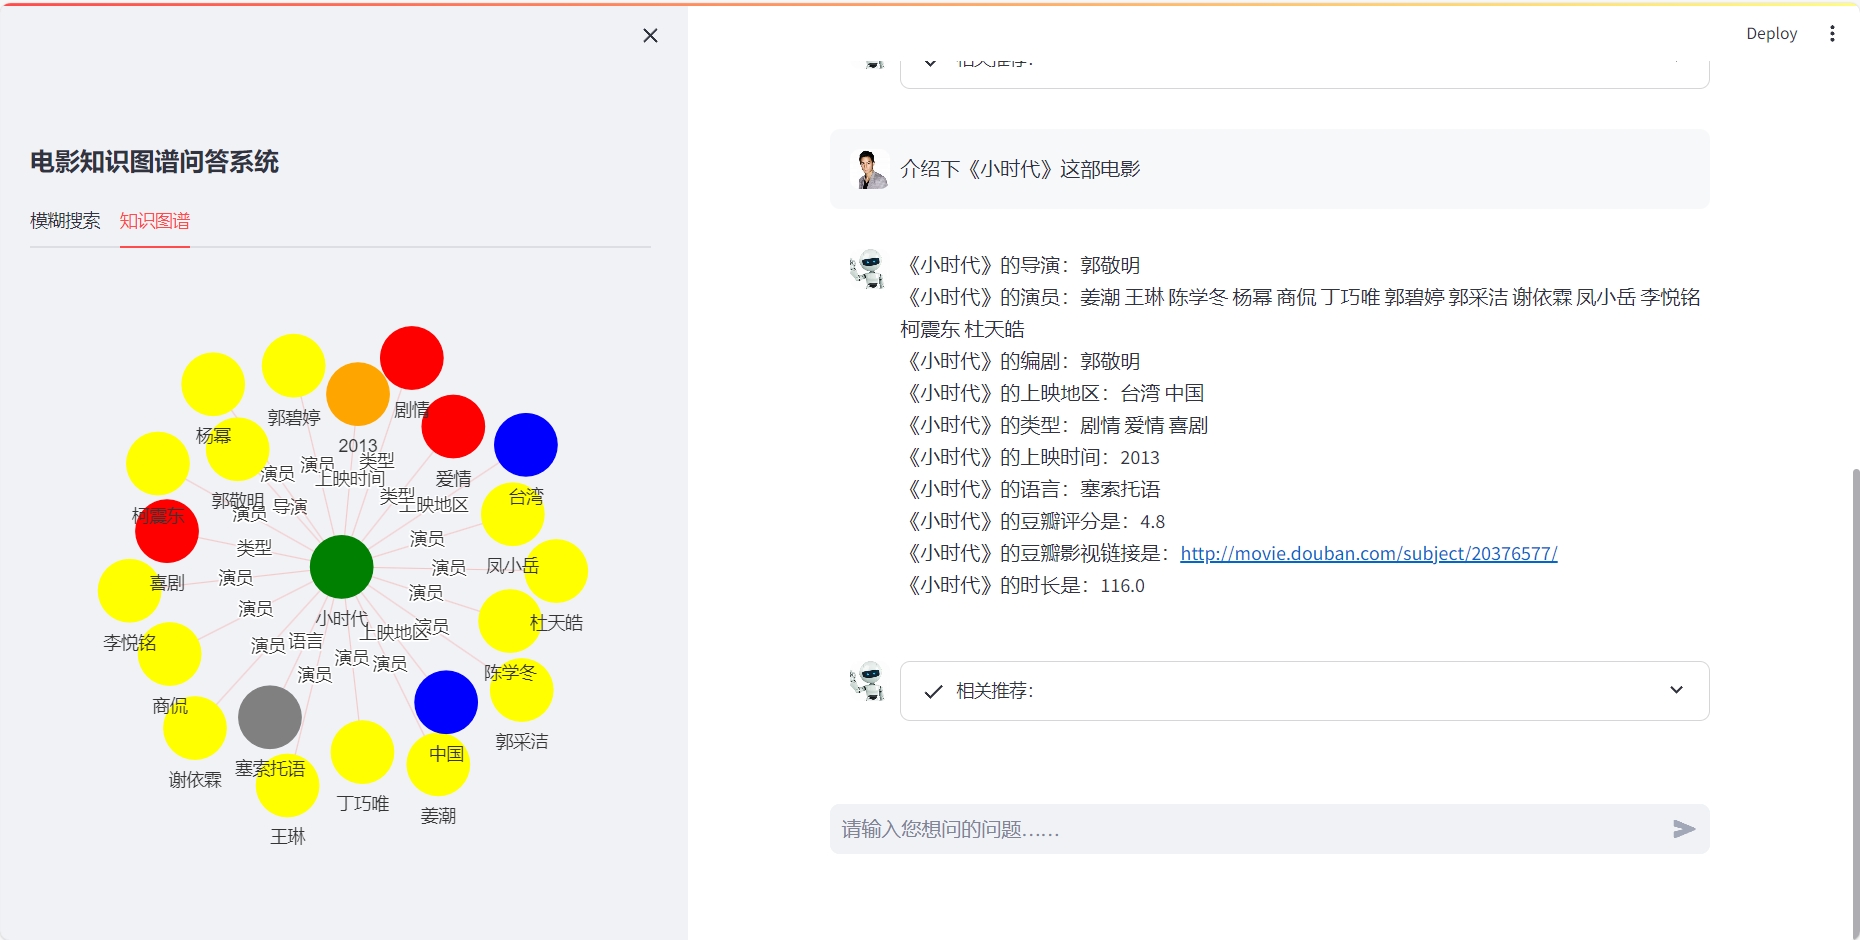 Deploy
电影知识图谱问答系统
模糊搜索 知识图谱
郭碧婷
剧情
杨幂
2013
演员
演员
类型
上映时间
爱情
郭敬明
导演
类型
上映地区
台湾
柯震东
演员
类型
演员
喜剧
演员
凤小岳
演员
演员
演员
小时代
杜天皓
李悦铭
演员
语言
上映地区
演员
演员
演员
演员
陈学冬
商侃
中国
郭采洁
谢依霖
塞索托语
丁巧唯
姜潮
王琳
相关推荐:
介绍下《小时代》这部电影
《小时代》的导演：郭敬明
《小时代》的演员：姜潮 王琳 陈学冬 杨幂 商侃 丁巧唯 郭碧婷 郭采洁 谢依霖 凤小岳 李悦铭
柯震东 杜天皓
《小时代》的编剧：郭敬明
《小时代》的上映地区：台湾 中国
《小时代》的类型：剧情 爱情 喜剧
《小时代》的上映时间：2013
《小时代》的语言：塞索托语
《小时代》的豆瓣评分是：4.8
《小时代》的豆瓣影视链接是：http://movie.douban.com/subject/20376577/
《小时代》的时长是：116.0
相关推荐:
请输入您想问的问题……